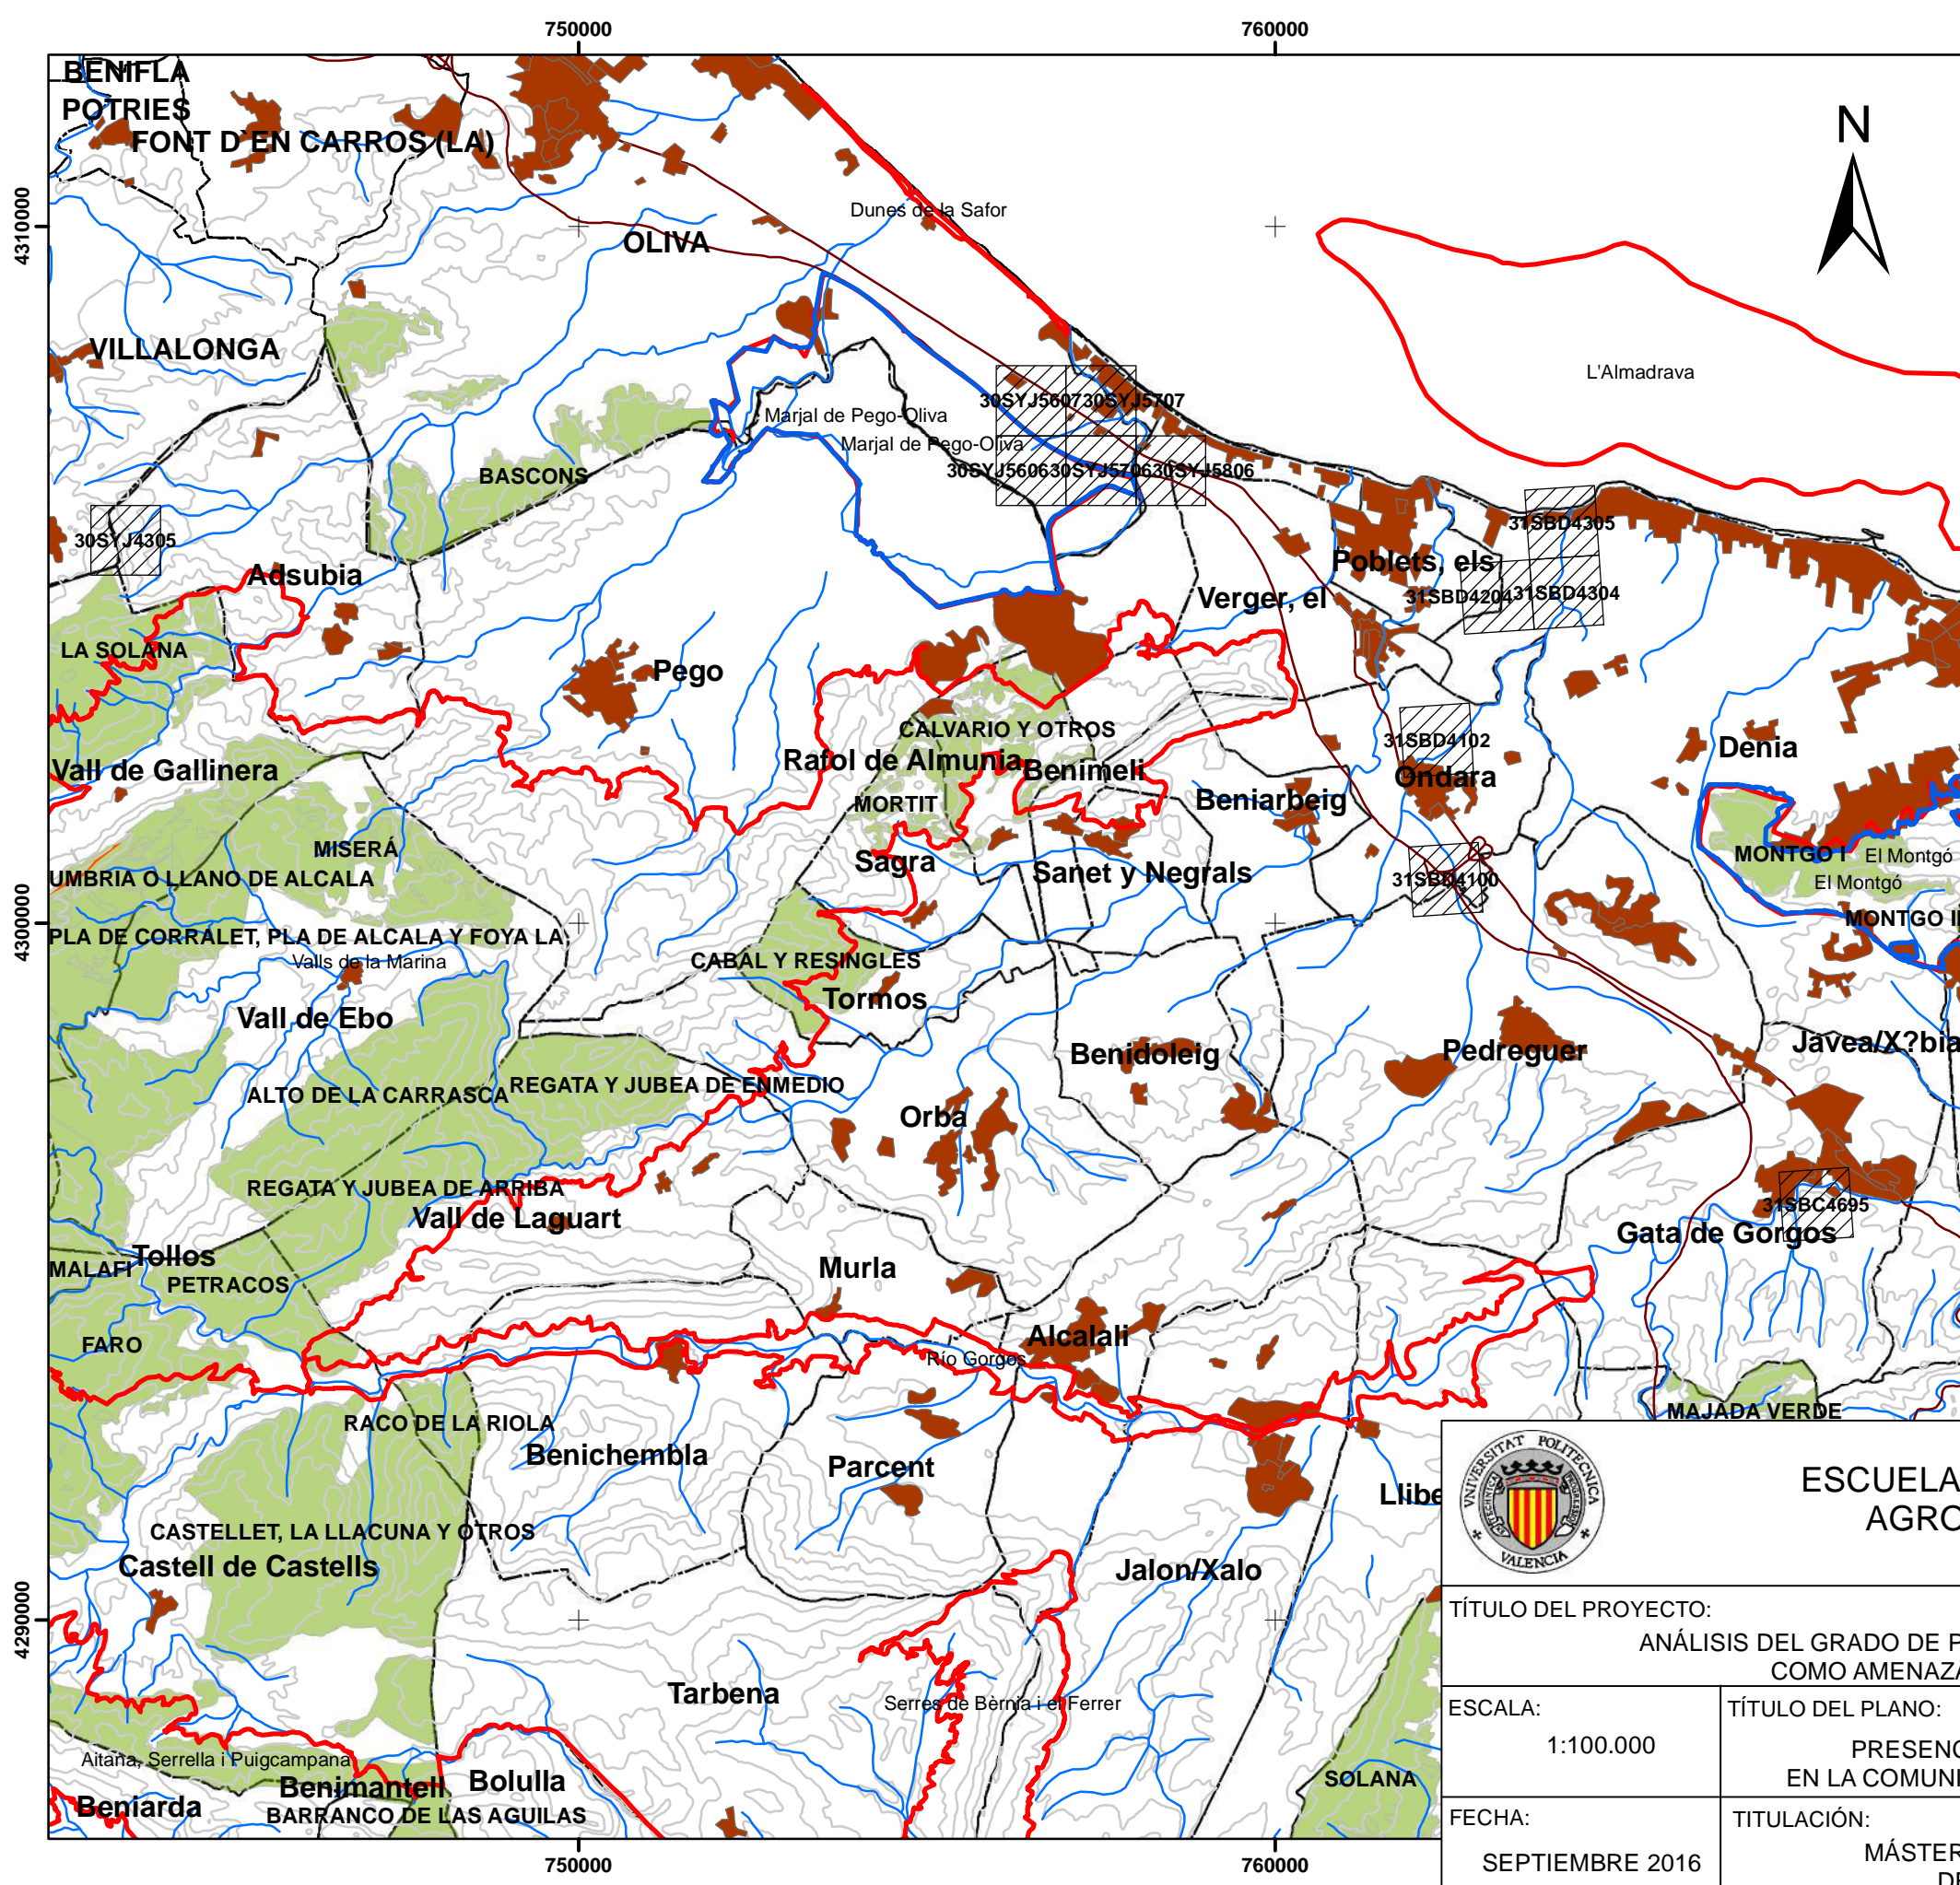 750000
760000
BENIFLA
POTRIES
FONT D`EN CARROS (LA)
N
4310000
Dunes de la Safor
OLIVA
VILLALONGA
L'Almadrava
30SYJ5607
30SYJ5707
Marjal de Pego-Oliva
Marjal de Pego-Oliva
30SYJ5606
30SYJ5706
30SYJ5806
BASCONS
31SBD4305
30SYJ4305
Adsubia
Poblets, els
31SBD4204
31SBD4304
Verger, el
LA SOLANA
Pego
CALVARIO Y OTROS
31SBD4102
Denia
Rafol de Almunia
Benimeli
Vall de Gallinera
Ondara
MORTIT
Beniarbeig
MISERÁ
Sagra
Sanet y Negrals
MONTGO I
El Montgó
UMBRIA O LLANO DE ALCALA
31SBD4100
El Montgó
4300000
MONTGO II
PLA DE CORRALET, PLA DE ALCALA Y FOYA LA
Valls de la Marina
CABAL Y RESINGLES
Tormos
Vall de Ebo
Benidoleig
Pedreguer
Javea/X?bia
ALTO DE LA CARRASCA
REGATA Y JUBEA DE ENMEDIO
Orba
REGATA Y JUBEA DE ARRIBA
Vall de Laguart
31SBC4695
Gata de Gorgos
Tollos
MALAFI
PETRACOS
Murla
FARO
Alcalali
Río Gorgos
RACO DE LA RIOLA
MAJADA VERDE
Benichembla
Parcent
Llibe
VNIVERSITAT POLITECNICA
VALENCIA
ESCUELA
AGRO
CASTELLET, LA LLACUNA Y OTROS
Castell de Castells
Jalon/Xalo
4290000
TÍTULO DEL PROYECTO:
ANÁLISIS DEL GRADO DE P
COMO AMENAZA
Tarbena
Serres de Bèrnia i el Ferrer
ESCALA:
1:100.000
TÍTULO DEL PLANO:
PRESENC
EN LA COMUNI
Aitana, Serrella i Puigcampana
Benimantell
Bolulla
SOLANA
Beniarda
BARRANCO DE LAS AGUILAS
FECHA:
SEPTIEMBRE 2016
TITULACIÓN:
MÁSTER
DE
750000
760000